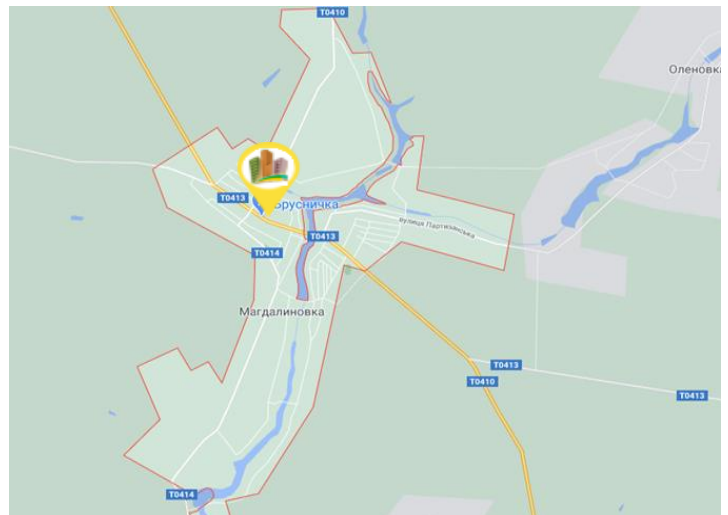 T0410
Оленовка
T0413
Брусничка
вулиця Партизанська
T0413
T0414
Магдалиновка
T0413
T0410
T0413
T0414